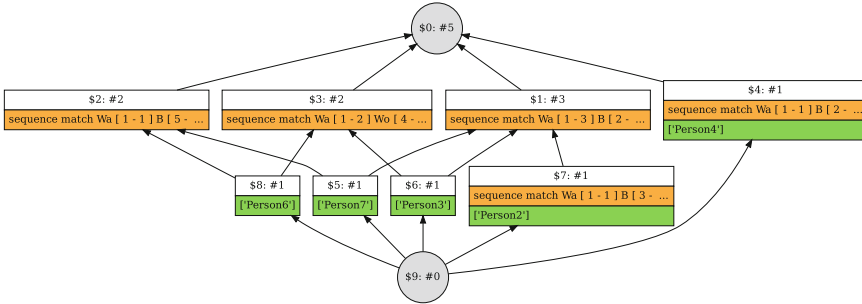 $0: #5
$2: #2
sequence match Wa [ 1 - 1 ] B [ 5 - ...
$3: #2
sequence match Wa [ 1 - 2 ] Wo [ 4 - ...
$1: #3
sequence match Wa [ 1 - 3 ] B [ 2 - ...
$4: #1
sequence match Wa [ 1 - 1 ] B [ 2 - ...
['Person4']
$8: #1
['Person6']
$5: #1
['Person7']
$6: #1
['Person3']
$7: #1
sequence match Wa [ 1 - 1 ] B [ 3 - ...
['Person2']
$9: #0